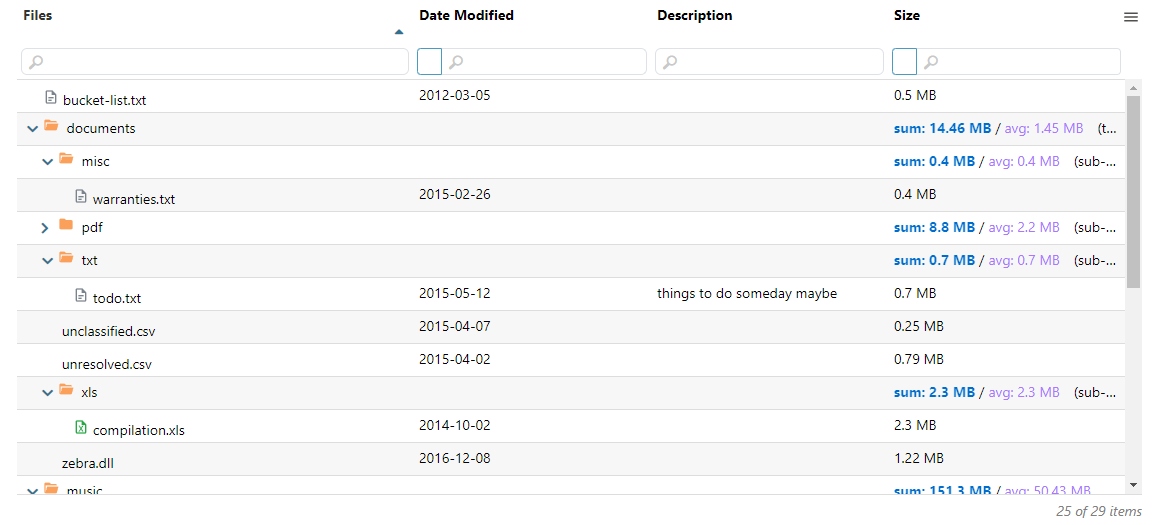 Files Date Modified Description Size
bucket-list.txt 2012-03-05 0.5 MB
documents sum: 14.46 MB / avg: 1.45 MB (t...
misc sum: 0.4 MB / avg: 0.4 MB (sub-...
warranties.txt 2015-02-26 0.4 MB
pdf sum: 8.8 MB / avg: 2.2 MB (sub-...
txt sum: 0.7 MB / avg: 0.7 MB (sub-...
todo.txt 2015-05-12 things to do someday maybe 0.7 MB
unclassified.csv 2015-04-07 0.25 MB
unresolved.csv 2015-04-02 0.79 MB
xls sum: 2.3 MB / avg: 2.3 MB (sub-...
compilation.xls 2014-10-02 2.3 MB
zebra.dll 2016-12-08 1.22 MB
music sum: 151.3 MB / avg: 50.43 MB
25 of 29 items